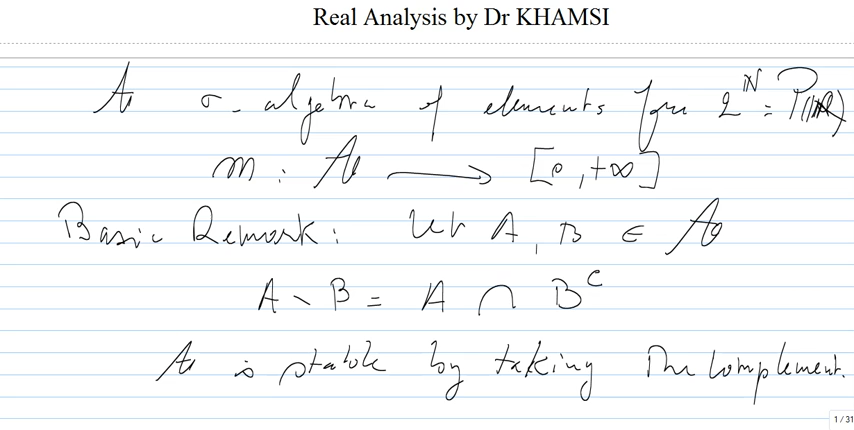 Real Analysis by Dr KHAMSI
A σ-algebra of elements from 2^ℕ = P(ℕ)
m : A ⟶ [0, +∞]
Basic Remark: Let A, B ∈ A
A \ B = A ∩ B^c
A is stable by taking the complement.
1 / 31